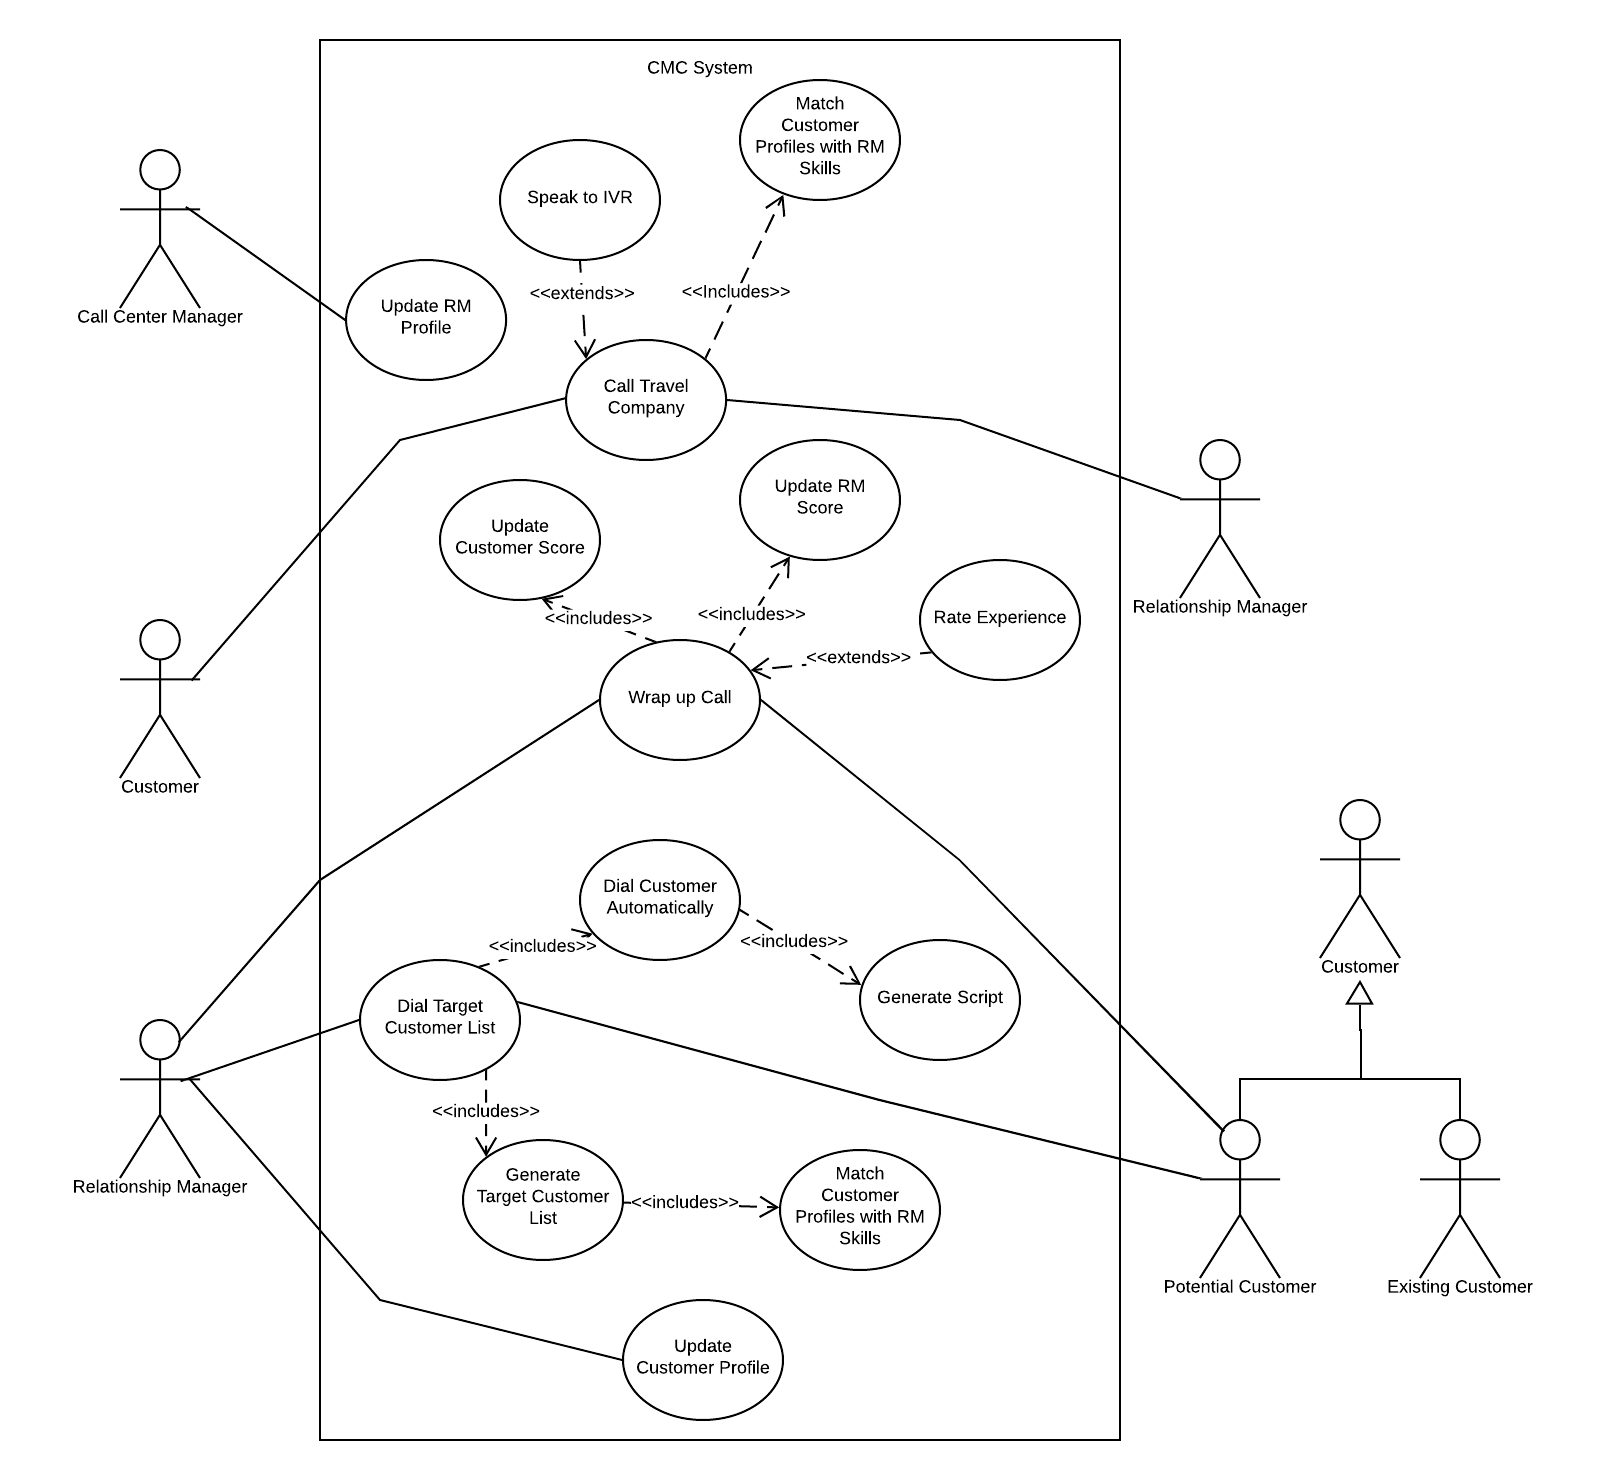 CMC System
Match
Customer
Profiles with RM
Skills
Speak to IVR
<<extends>>
<<Includes>>
Call Center Manager
Update RM
Profile
Call Travel
Company
Update RM
Score
Update
Customer Score
Relationship Manager
<<includes>>
<<includes>>
Rate Experience
<<extends>>
Wrap up Call
Customer
Dial Customer
Automatically
<<includes>>
<<includes>>
Customer
Generate Script
Dial Target
Customer List
<<includes>>
Relationship Manager
Generate
Target Customer
List
<<includes>>
Match
Customer
Profiles with RM
Skills
Potential Customer
Existing Customer
Update
Customer Profile